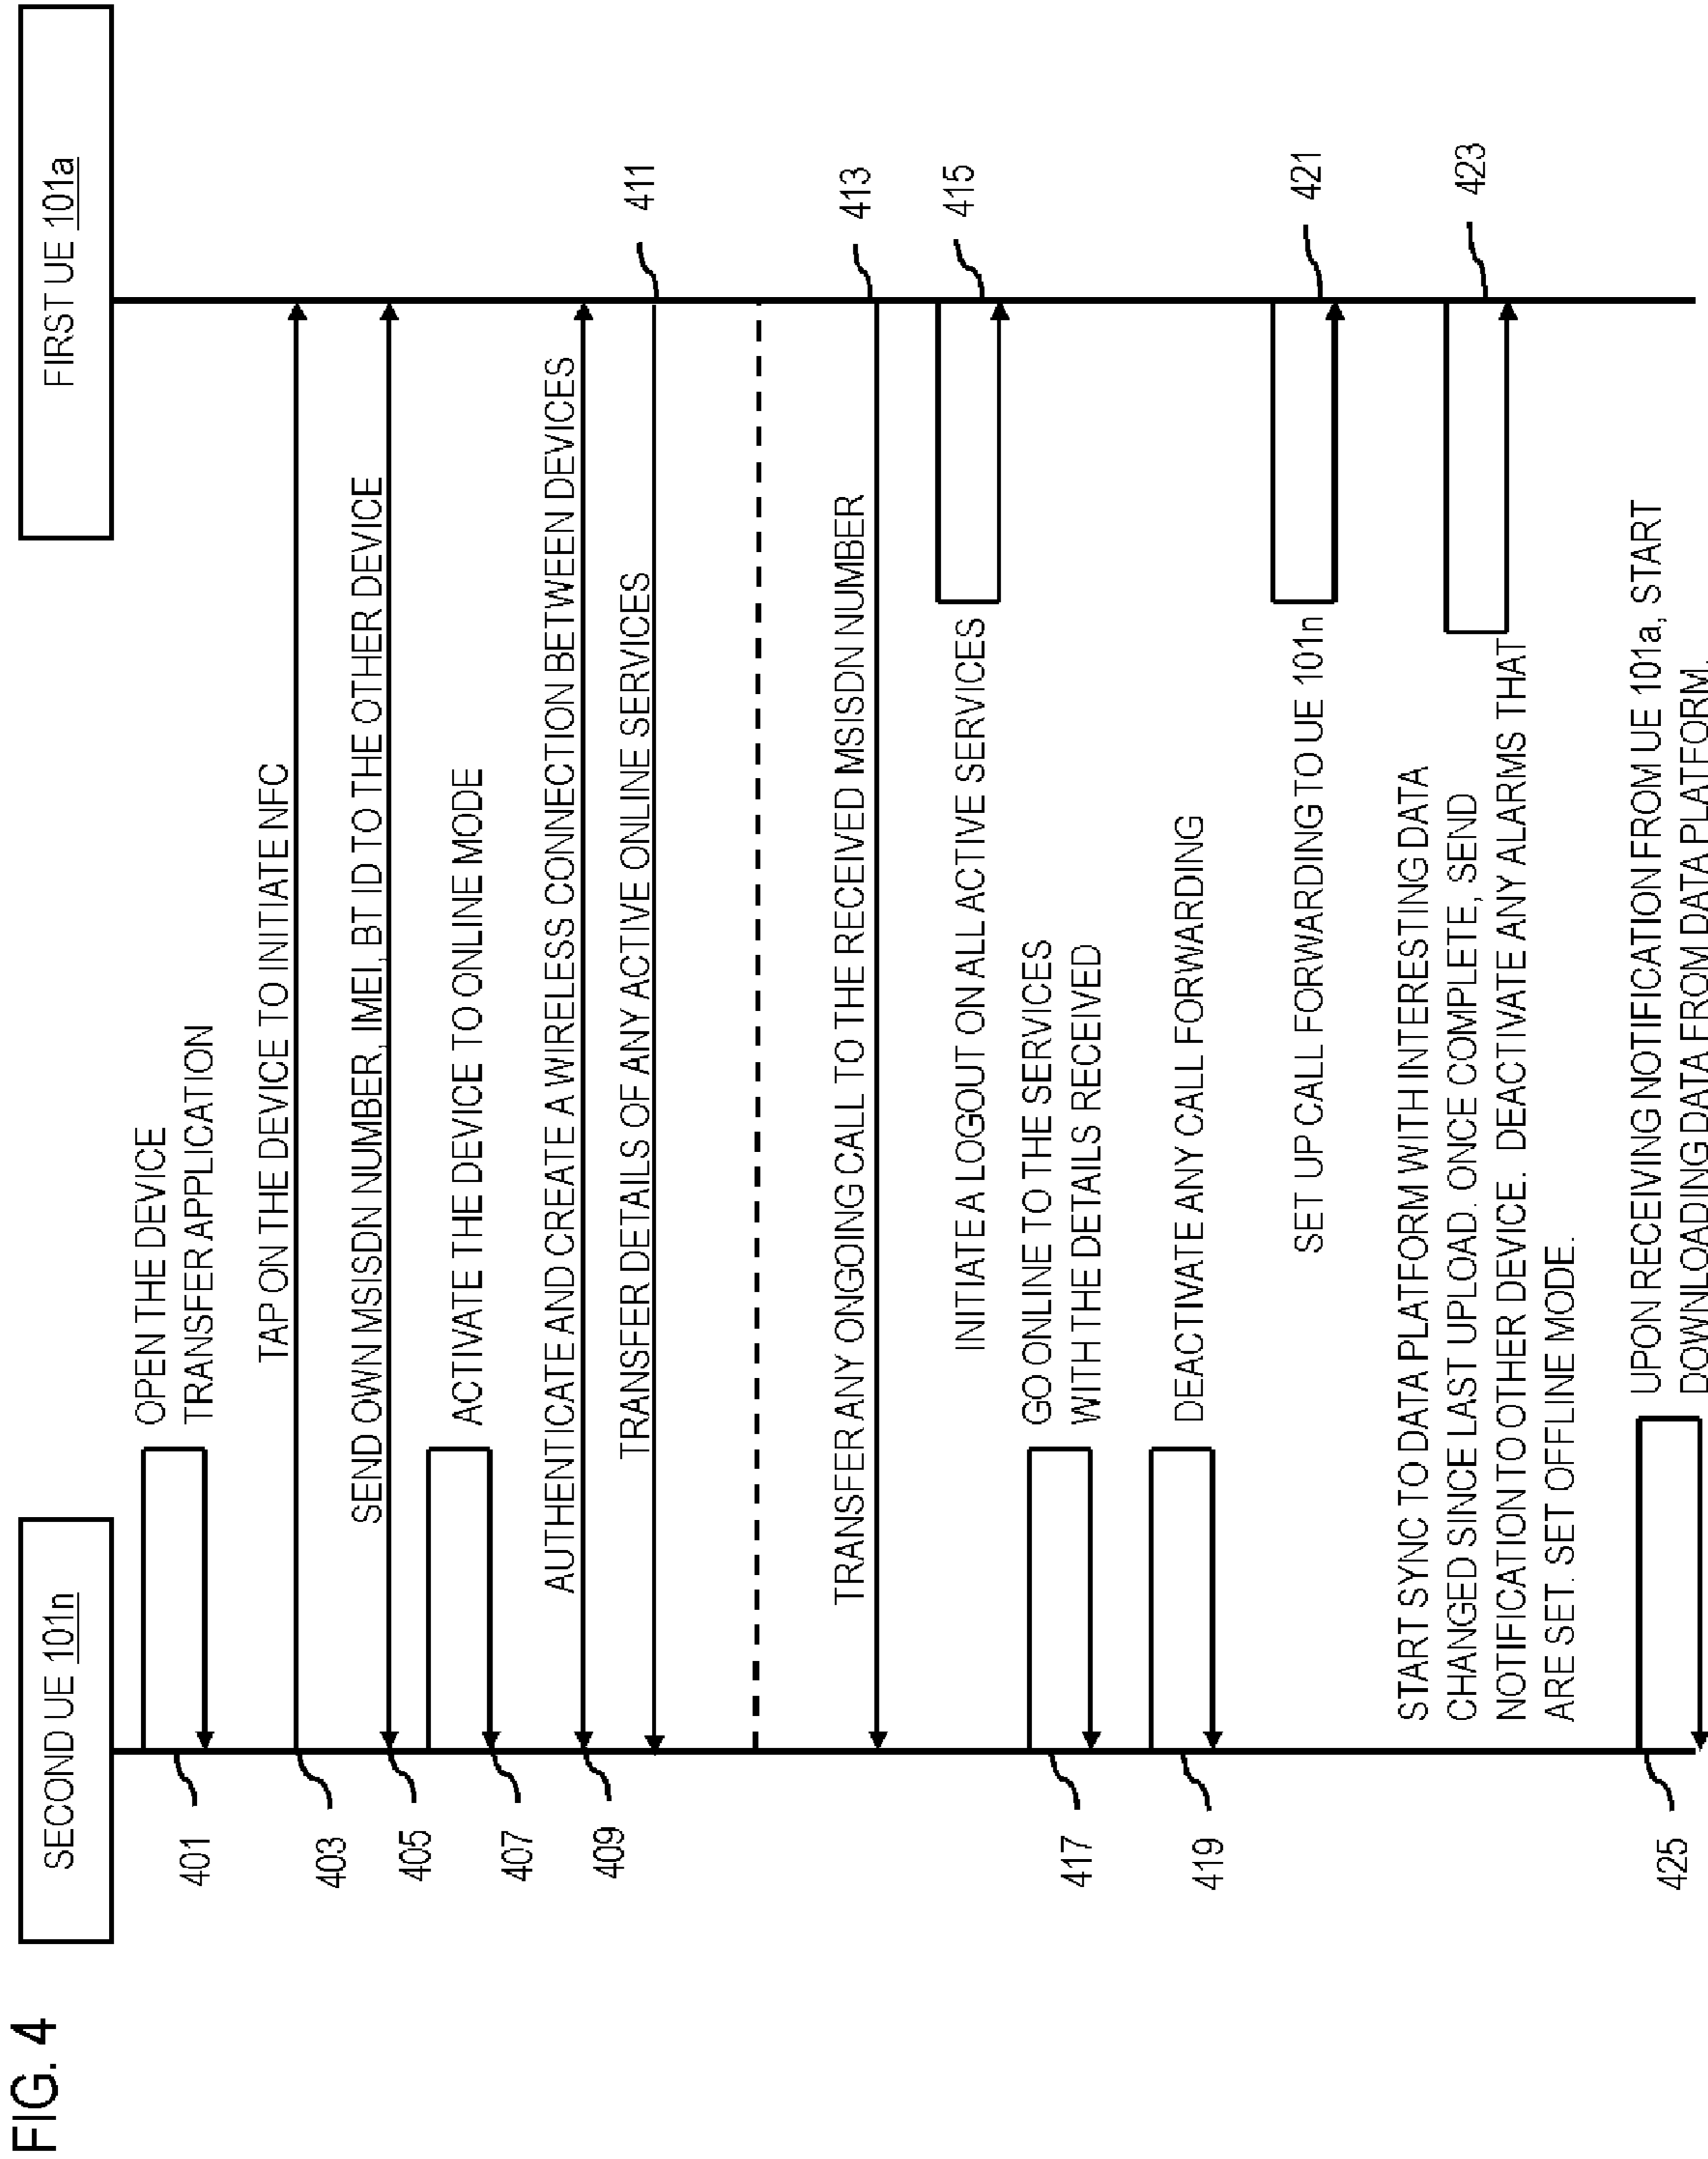 FIG. 4
SECOND UE 101n
FIRST UE 101a
401
OPEN THE DEVICE
TRANSFER APPLICATION
403
TAP ON THE DEVICE TO INITIATE NFC
405
SEND OWN MSISDN NUMBER, IMEI, BT ID TO THE OTHER DEVICE
407
ACTIVATE THE DEVICE TO ONLINE MODE
409
AUTHENTICATE AND CREATE A WIRELESS CONNECTION BETWEEN DEVICES
TRANSFER DETAILS OF ANY ACTIVE ONLINE SERVICES
411
TRANSFER ANY ONGOING CALL TO THE RECEIVED MSISDN NUMBER
413
INITIATE A LOGOUT ON ALL ACTIVE SERVICES
415
417
GO ONLINE TO THE SERVICES
WITH THE DETAILS RECEIVED
419
DEACTIVATE ANY CALL FORWARDING
SET UP CALL FORWARDING TO UE 101n
421
START SYNC TO DATA PLATFORM WITH INTERESTING DATA
CHANGED SINCE LAST UPLOAD. ONCE COMPLETE, SEND
NOTIFICATION TO OTHER DEVICE. DEACTIVATE ANY ALARMS THAT
ARE SET. SET OFFLINE MODE.
423
425
UPON RECEIVING NOTIFICATION FROM UE 101a, START
DOWNLOADING DATA FROM DATA PLATFORM.